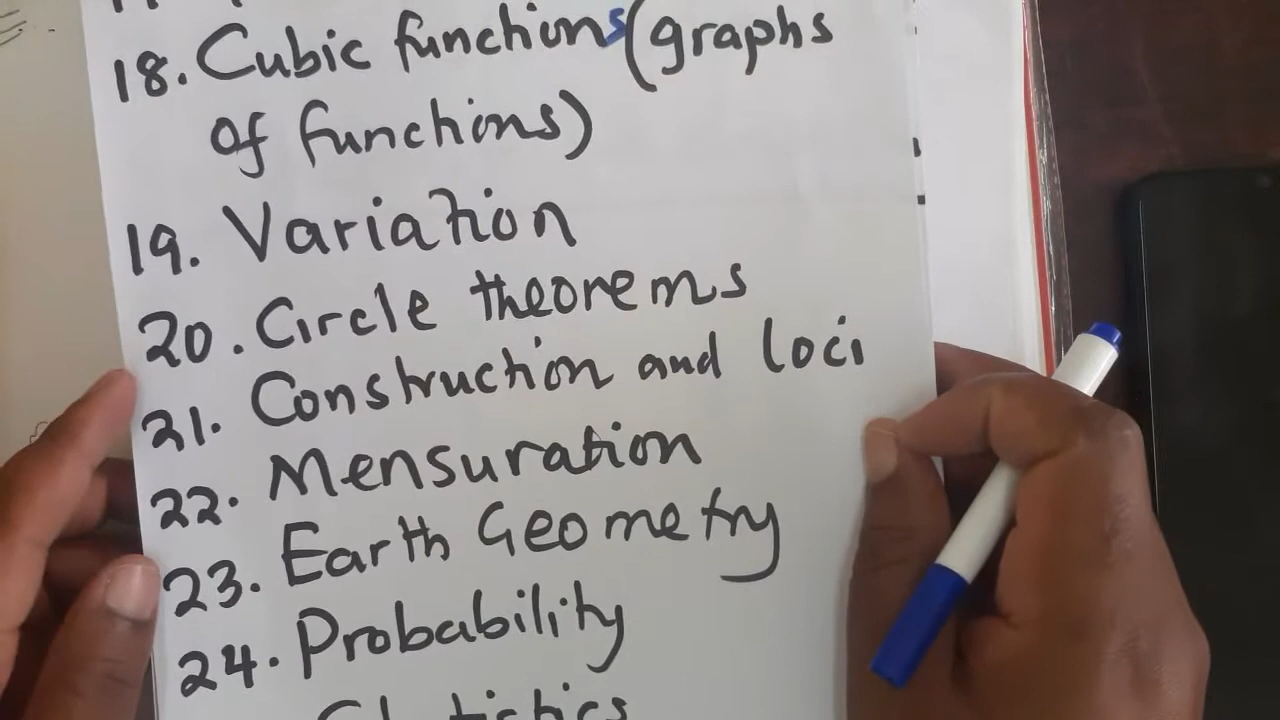 18. Cubic functions (graphs
of functions)
19. Variation
20. Circle theorems
21. Construction and loci
22. Mensuration
23. Earth Geometry
24. Probability
Statistics